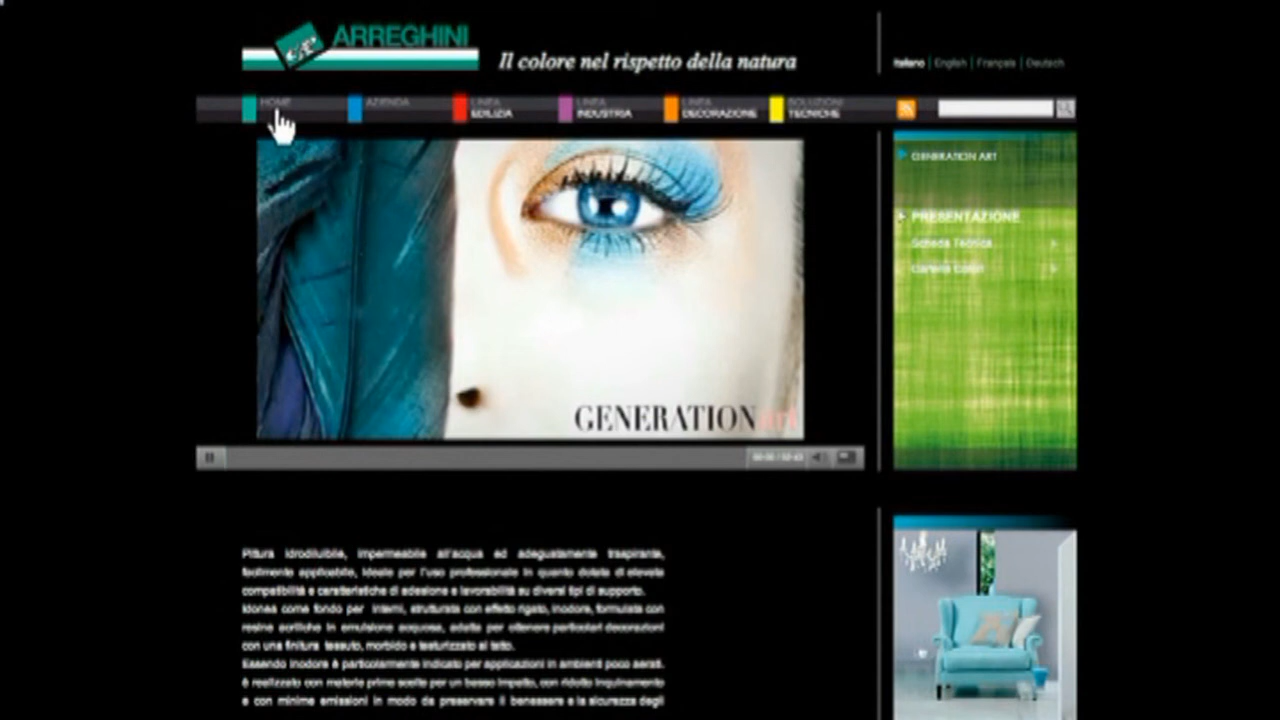 ARREGHINI
Il colore nel rispetto della natura
Italiano | English | Français | Deutsch
HOME
AZIENDA
LINEA
EDILIZIA
LINEA
INDUSTRIA
LINEA
DECORAZIONE
SOLUZIONI
TECNICHE
GENERATION ART
PRESENTAZIONE
Scheda Tecnica
Cartella Colori
GENERATION art
Pittura idrodiluibile, impermeabile all'acqua ed adeguatamente traspirante,
facilmente applicabile, ideale per l'uso professionale in quanto dotata di elevate
compatibilità e caratteristiche di adesione e lavorabilità su diversi tipi di supporto.
Idonea come fondo per interni, strutturata con effetto rigato, inodore, formulata con
resine acriliche in emulsione acquosa, adatta per ottenere particolari decorazioni
con una finitura tessuto, morbido e testurizzato al tatto.
Essendo inodore è particolarmente indicato per applicazioni in ambienti poco aerati.
è realizzato con materie prime scelte per un basso impatto, con ridotto inquinamento
e con minime emissioni in modo da preservare il benessere e la sicurezza degli